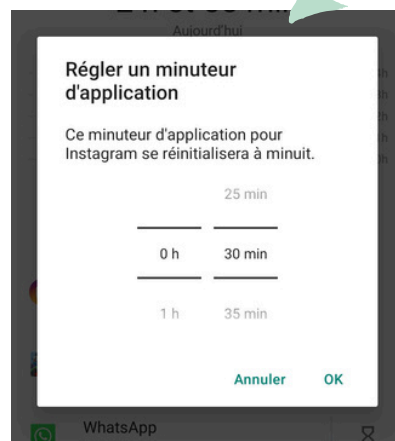 Aujourd'hui
Régler un minuteur
d'application
Ce minuteur d'application pour
Instagram se réinitialisera à minuit.
25 min
0 h 30 min
1 h 35 min
Annuler OK
WhatsApp